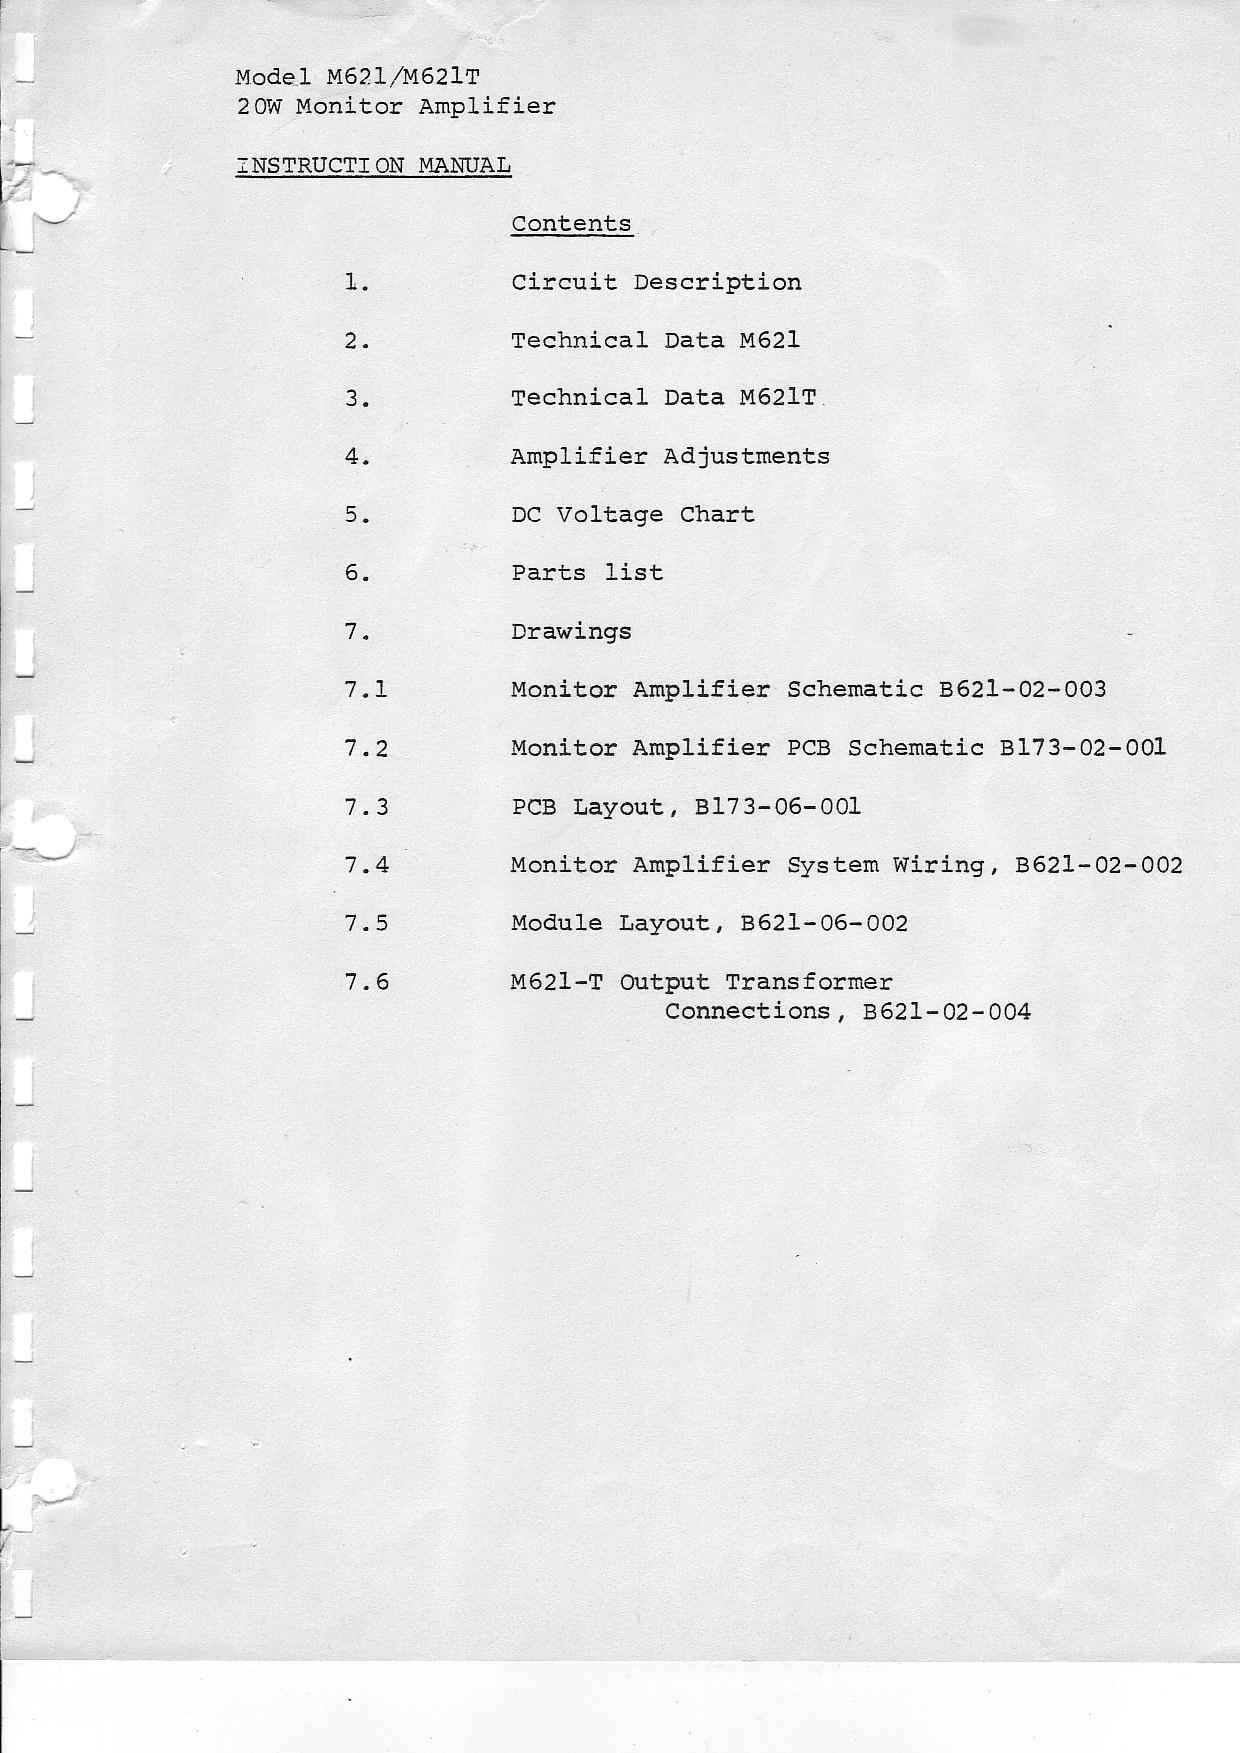 Model M621/M621T
20W Monitor Amplifier
INSTRUCTION MANUAL
Contents
1. Circuit Description
2. Technical Data M621
3. Technical Data M621T
4. Amplifier Adjustments
5. DC Voltage Chart
6. Parts list
7. Drawings
7.1 Monitor Amplifier Schematic B621-02-003
7.2 Monitor Amplifier PCB Schematic B173-02-001
7.3 PCB Layout, B173-06-001
7.4 Monitor Amplifier System Wiring, B621-02-002
7.5 Module Layout, B621-06-002
7.6 M621-T Output Transformer
Connections, B621-02-004